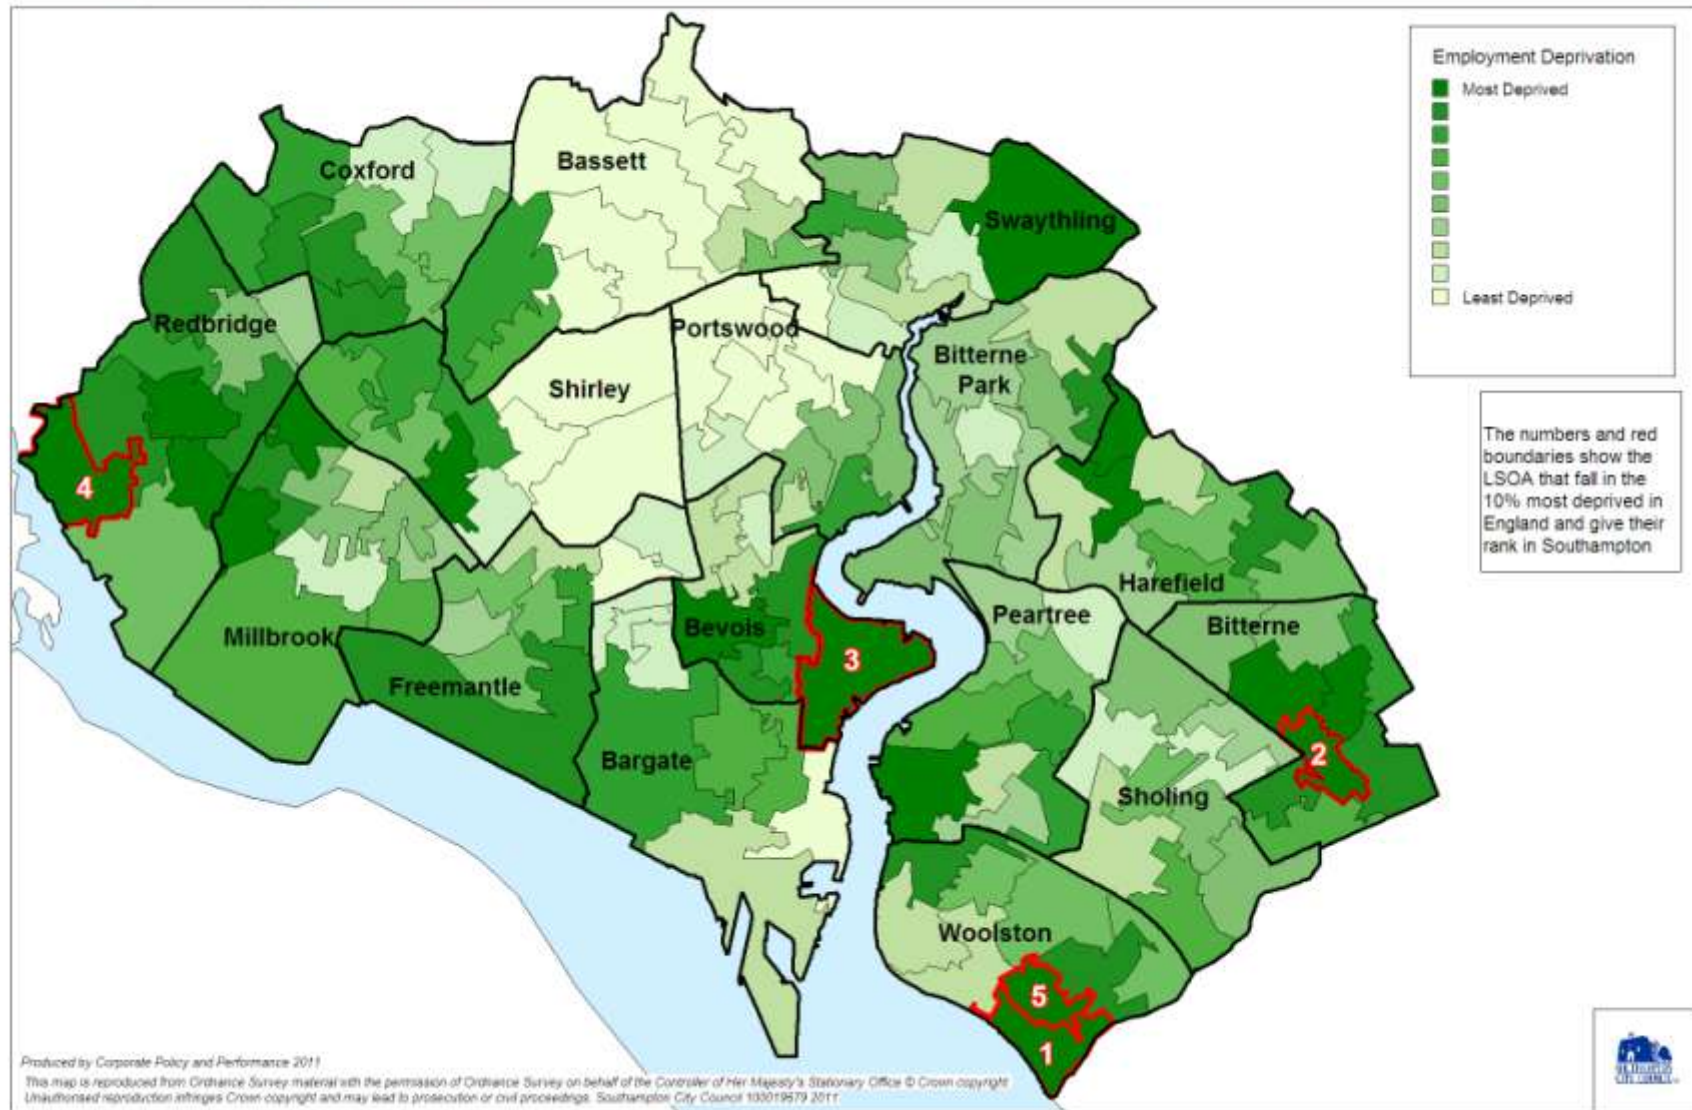 Employment Deprivation
Most Deprived
Least Deprived
The numbers and red
boundaries show the
LSOA that fall in the
10% most deprived in
England and give their
rank in Southampton
Coxford
Bassett
Swaythling
Redbridge
Portswood
Bitterne
Park
Shirley
4
Harefield
Peartree
Bitterne
Millbrook
Bevois
3
Freemantle
Bargate
2
Sholing
Woolston
5
1
Produced by Corporate Policy and Performance 2011
This map is reproduced from Ordnance Survey material with the permission of Ordnance Survey on behalf of the Controller of Her Majesty's Stationary Office © Crown copyright
Unauthorised reproduction infringes Crown copyright and may lead to prosecution or civil proceedings. Southampton City Council 100019679 2011
SOUTHAMPTON
CITY COUNCIL